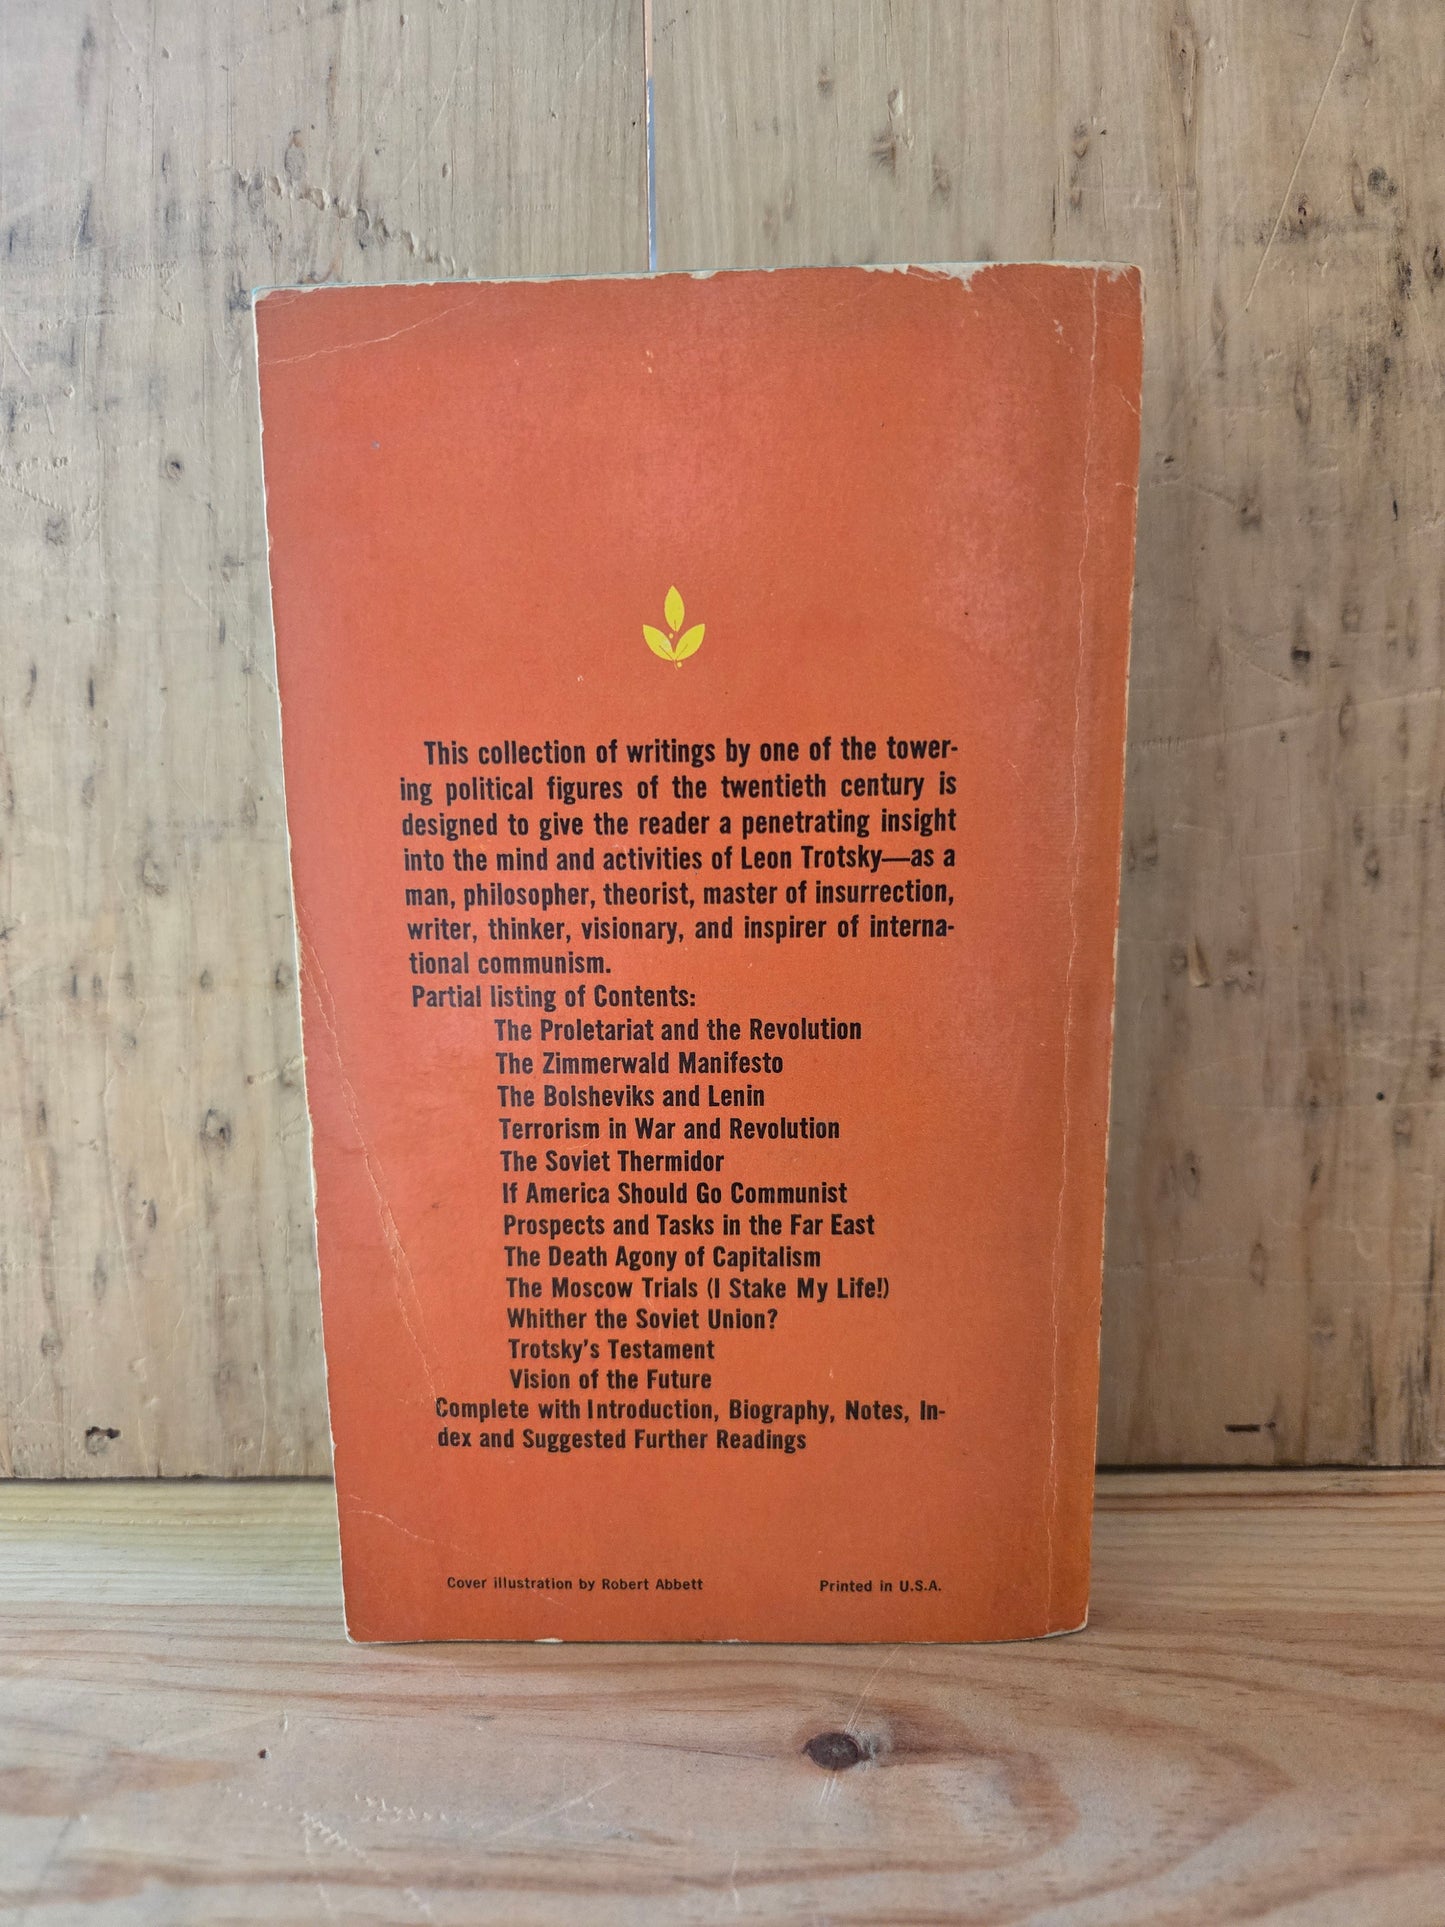 This collection of writings by one of the tower-
ing political figures of the twentieth century is
designed to give the reader a penetrating insight
into the mind and activities of Leon Trotsky—as a
man, philosopher, theorist, master of insurrection,
writer, thinker, visionary, and inspirer of interna-
tional communism.
Partial listing of Contents:
The Proletariat and the Revolution
The Zimmerwald Manifesto
The Bolsheviks and Lenin
Terrorism in War and Revolution
The Soviet Thermidor
If America Should Go Communist
Prospects and Tasks in the Far East
The Death Agony of Capitalism
The Moscow Trials (I Stake My Life!)
Whither the Soviet Union?
Trotsky's Testament
Vision of the Future
Complete with Introduction, Biography, Notes, In-
dex and Suggested Further Readings
Cover illustration by Robert Abbett
Printed in U.S.A.